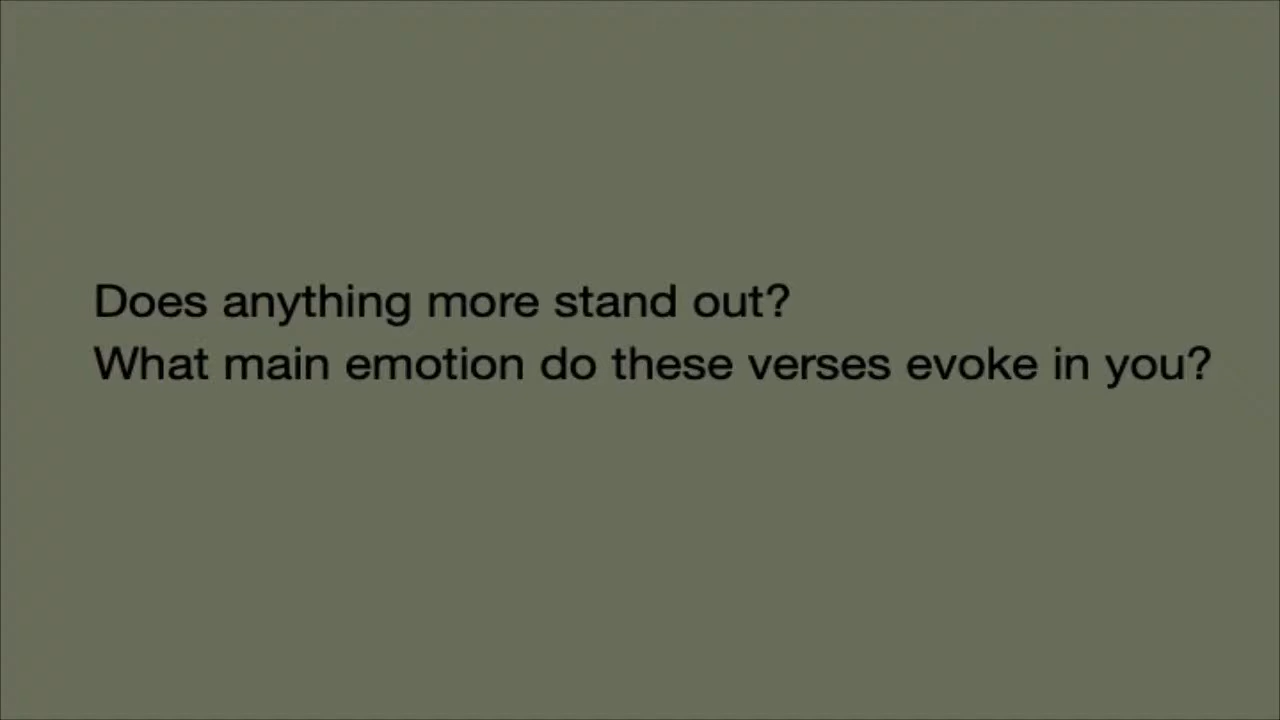 Does anything more stand out?
What main emotion do these verses evoke in you?